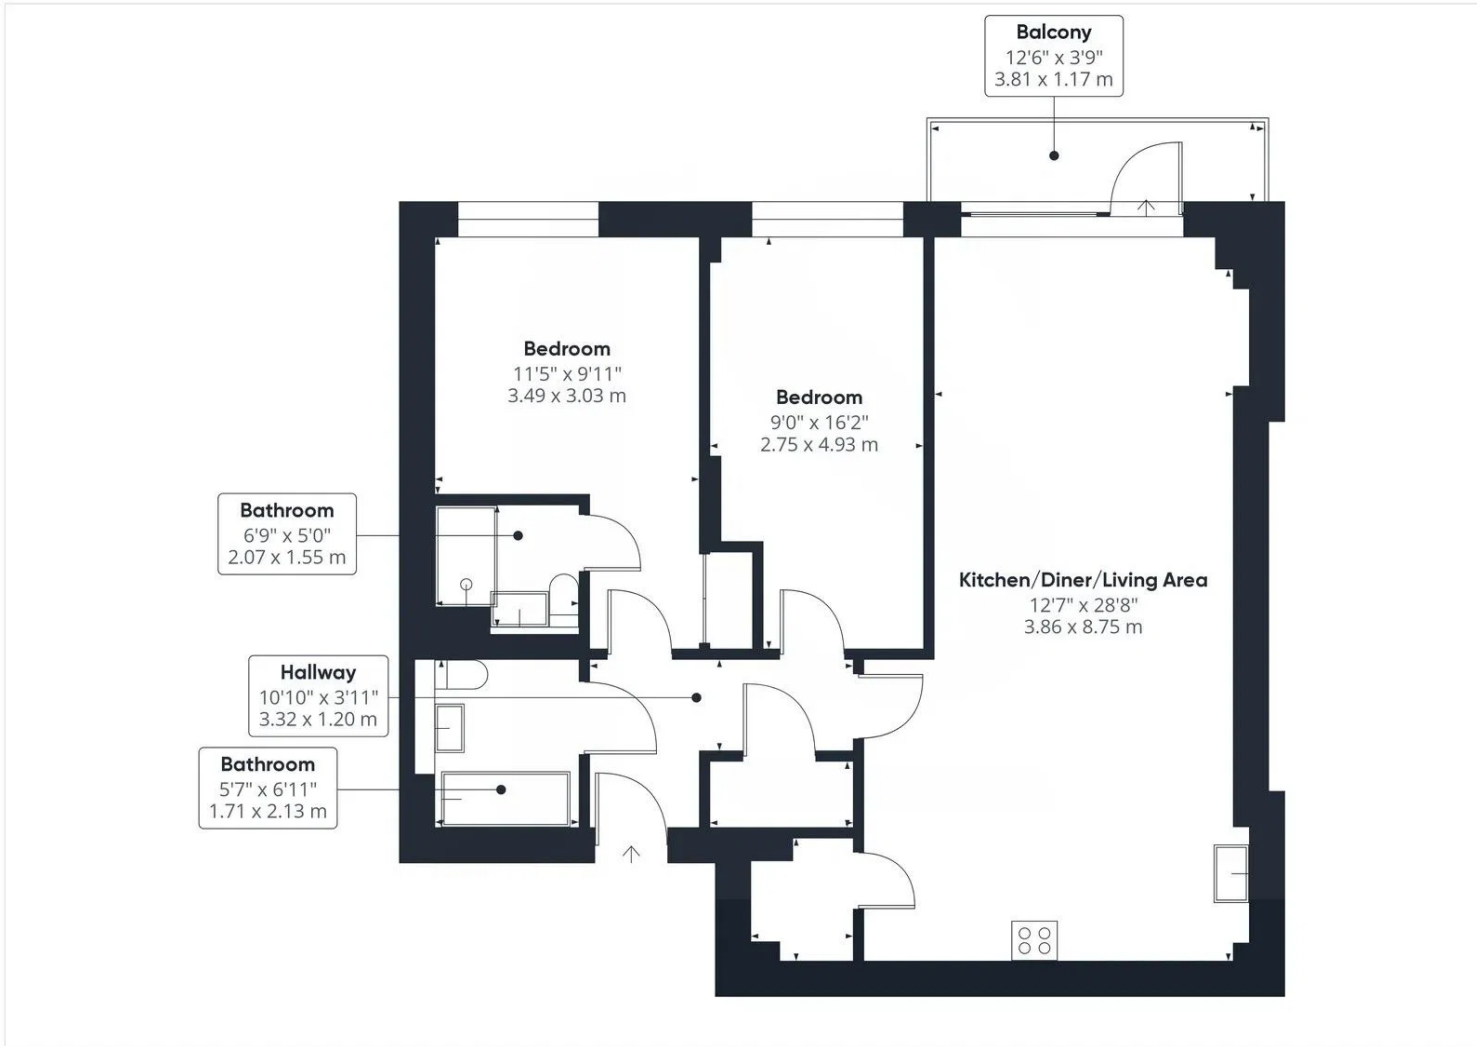 Balcony
12'6" x 3'9"
3.81 x 1.17 m
Bedroom
11'5" x 9'11"
3.49 x 3.03 m
Bedroom
9'0" x 16'2"
2.75 x 4.93 m
Bathroom
6'9" x 5'0"
2.07 x 1.55 m
Kitchen/Diner/Living Area
12'7" x 28'8"
3.86 x 8.75 m
Hallway
10'10" x 3'11"
3.32 x 1.20 m
Bathroom
5'7" x 6'11"
1.71 x 2.13 m